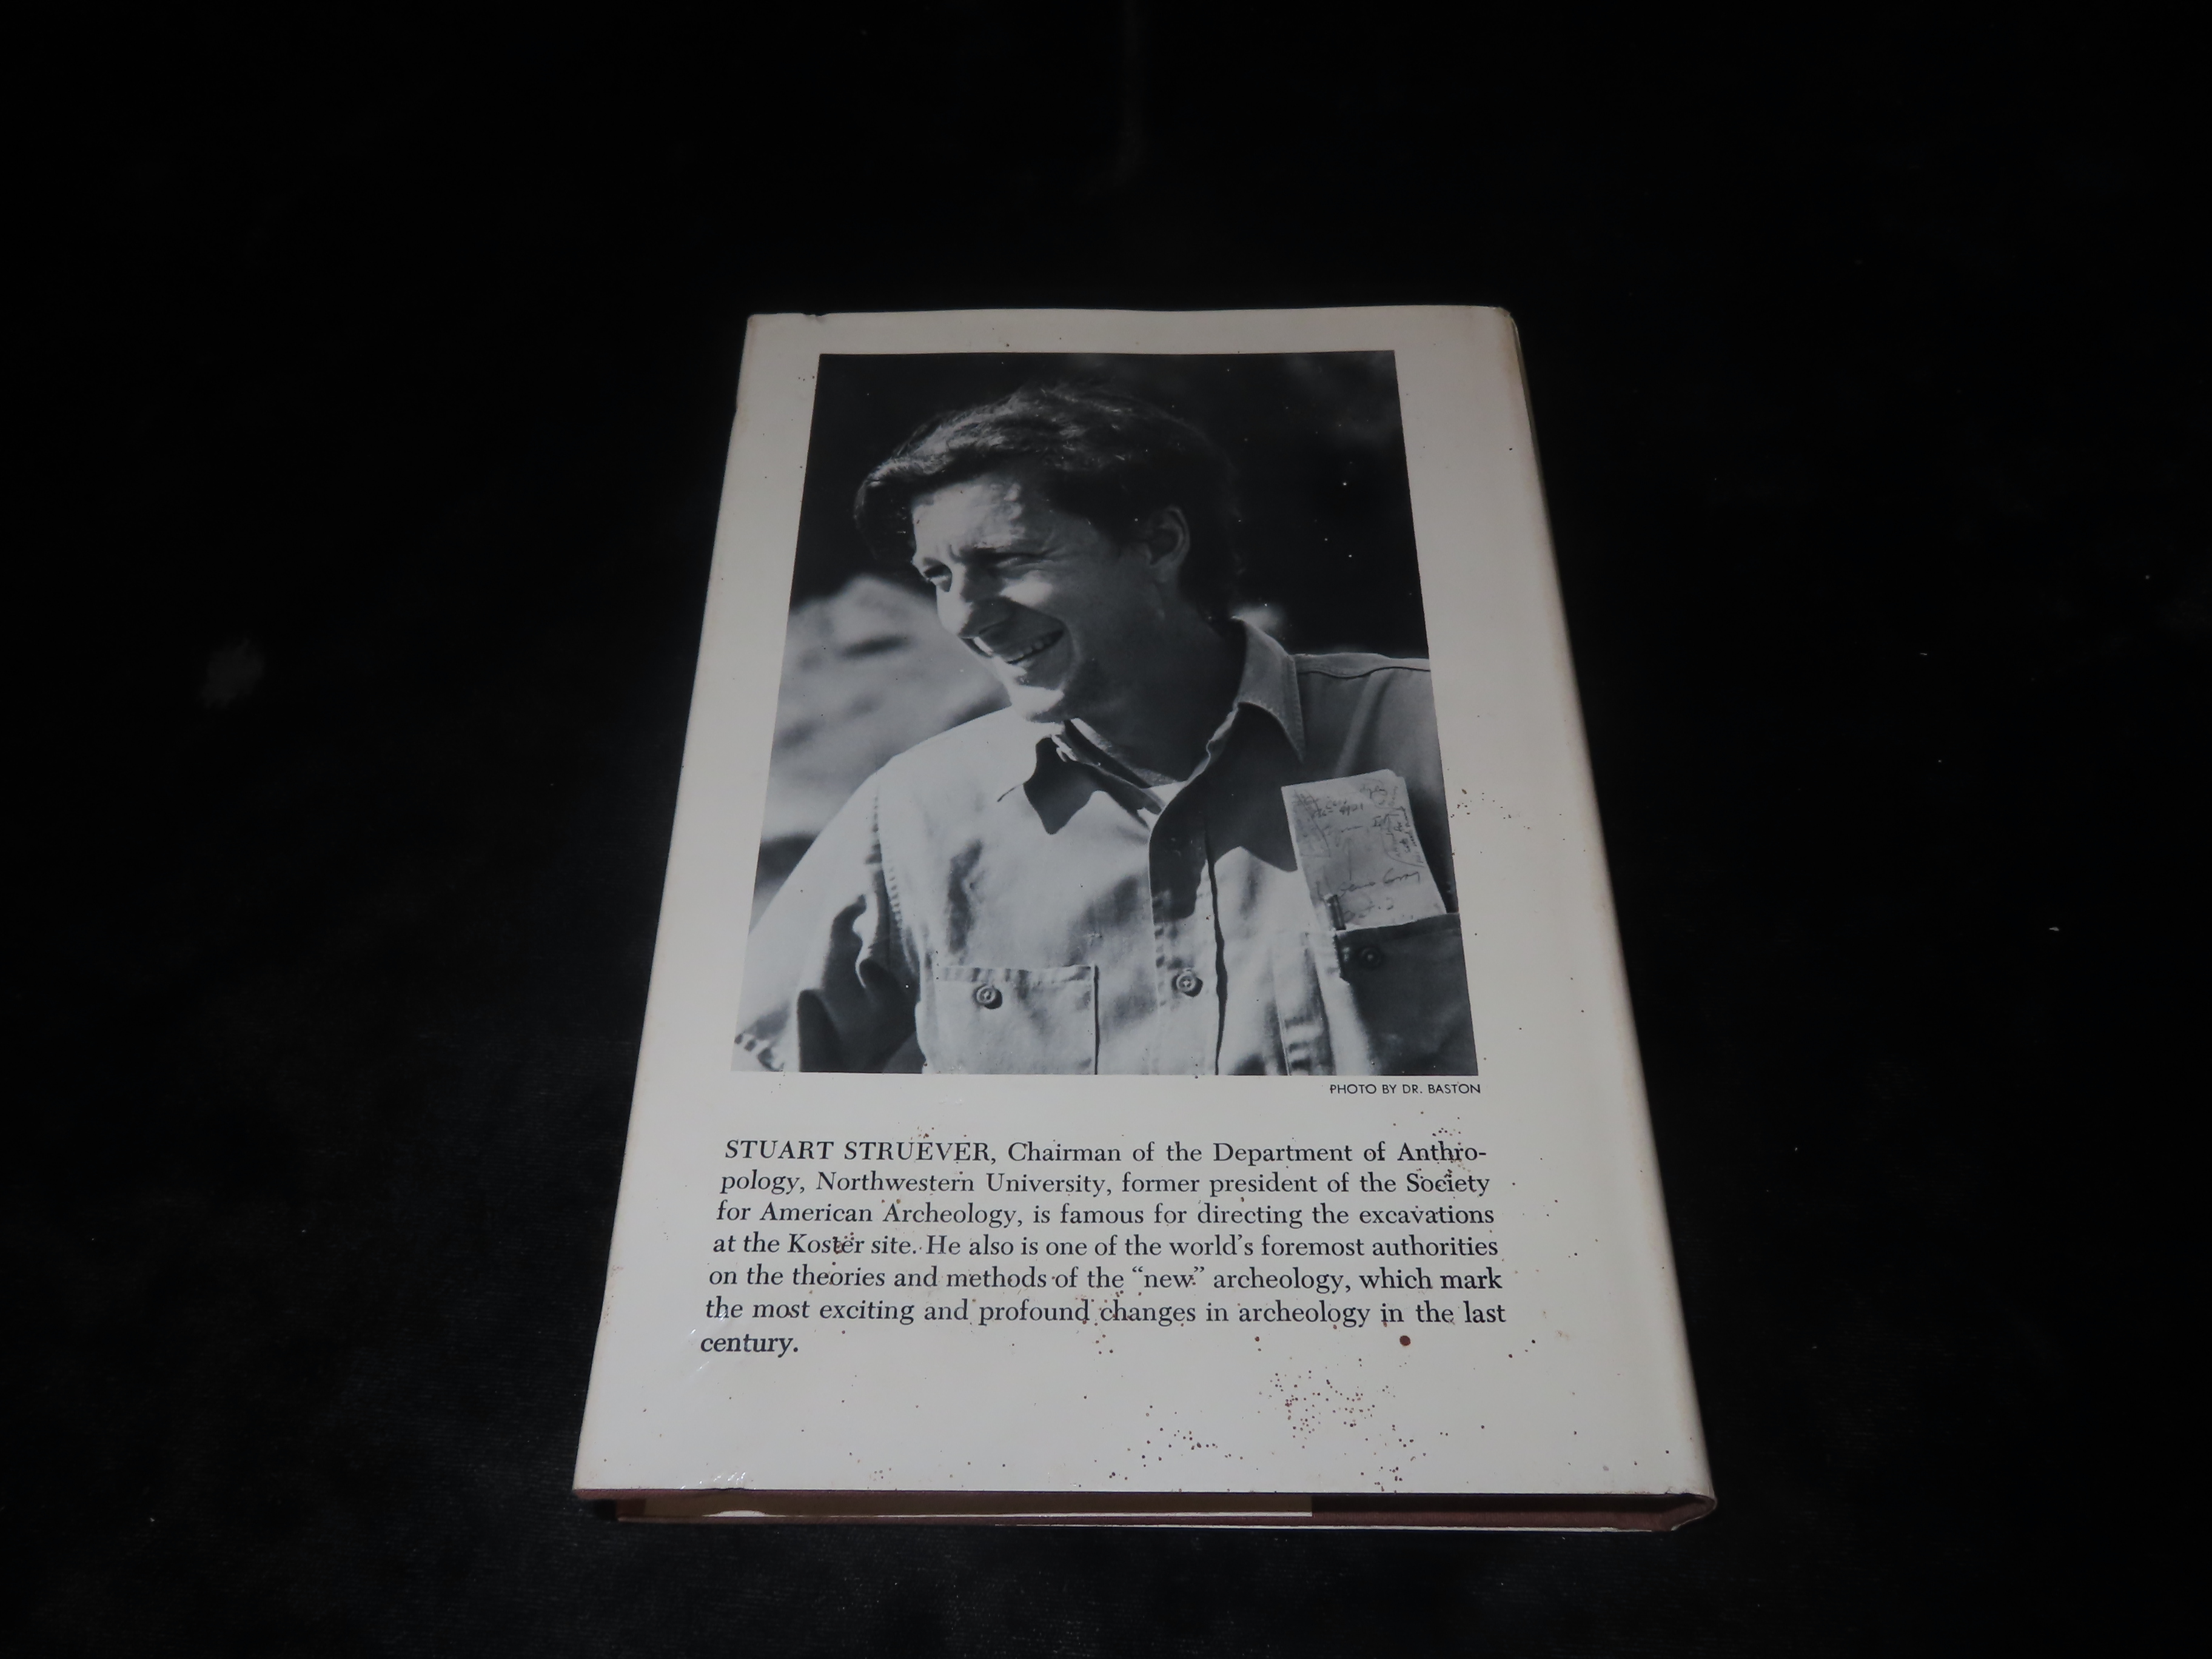 PHOTO BY DR. BASTON
STUART STRUEVER, Chairman of the Department of Anthro-
pology, Northwestern University, former president of the Society
for American Archeology, is famous for directing the excavations
at the Koster site. He also is one of the world's foremost authorities
on the theories and methods of the “new” archeology, which mark
the most exciting and profound changes in archeology in the last
century.